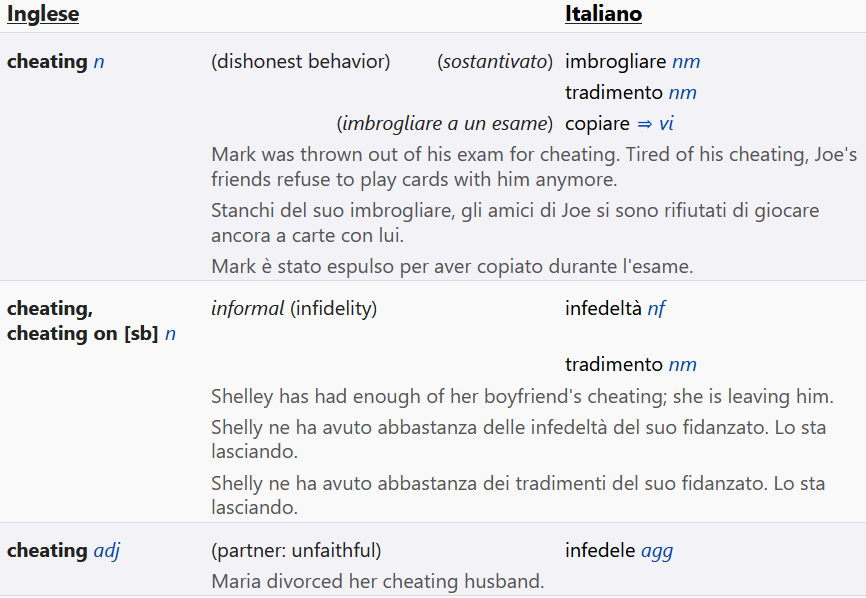 Inglese Italiano
cheating n (dishonest behavior) (sostantivato) imbrogliare nm
tradimento nm
(imbrogliare a un esame) copiare ⇒ vi
Mark was thrown out of his exam for cheating. Tired of his cheating, Joe's
friends refuse to play cards with him anymore.
Stanchi del suo imbrogliare, gli amici di Joe si sono rifiutati di giocare
ancora a carte con lui.
Mark è stato espulso per aver copiato durante l'esame.
cheating, informal (infidelity) infedeltà nf
cheating on [sb] n
tradimento nm
Shelley has had enough of her boyfriend's cheating; she is leaving him.
Shelly ne ha avuto abbastanza delle infedeltà del suo fidanzato. Lo sta
lasciando.
Shelly ne ha avuto abbastanza dei tradimenti del suo fidanzato. Lo sta
lasciando.
cheating adj (partner: unfaithful) infedele agg
Maria divorced her cheating husband.